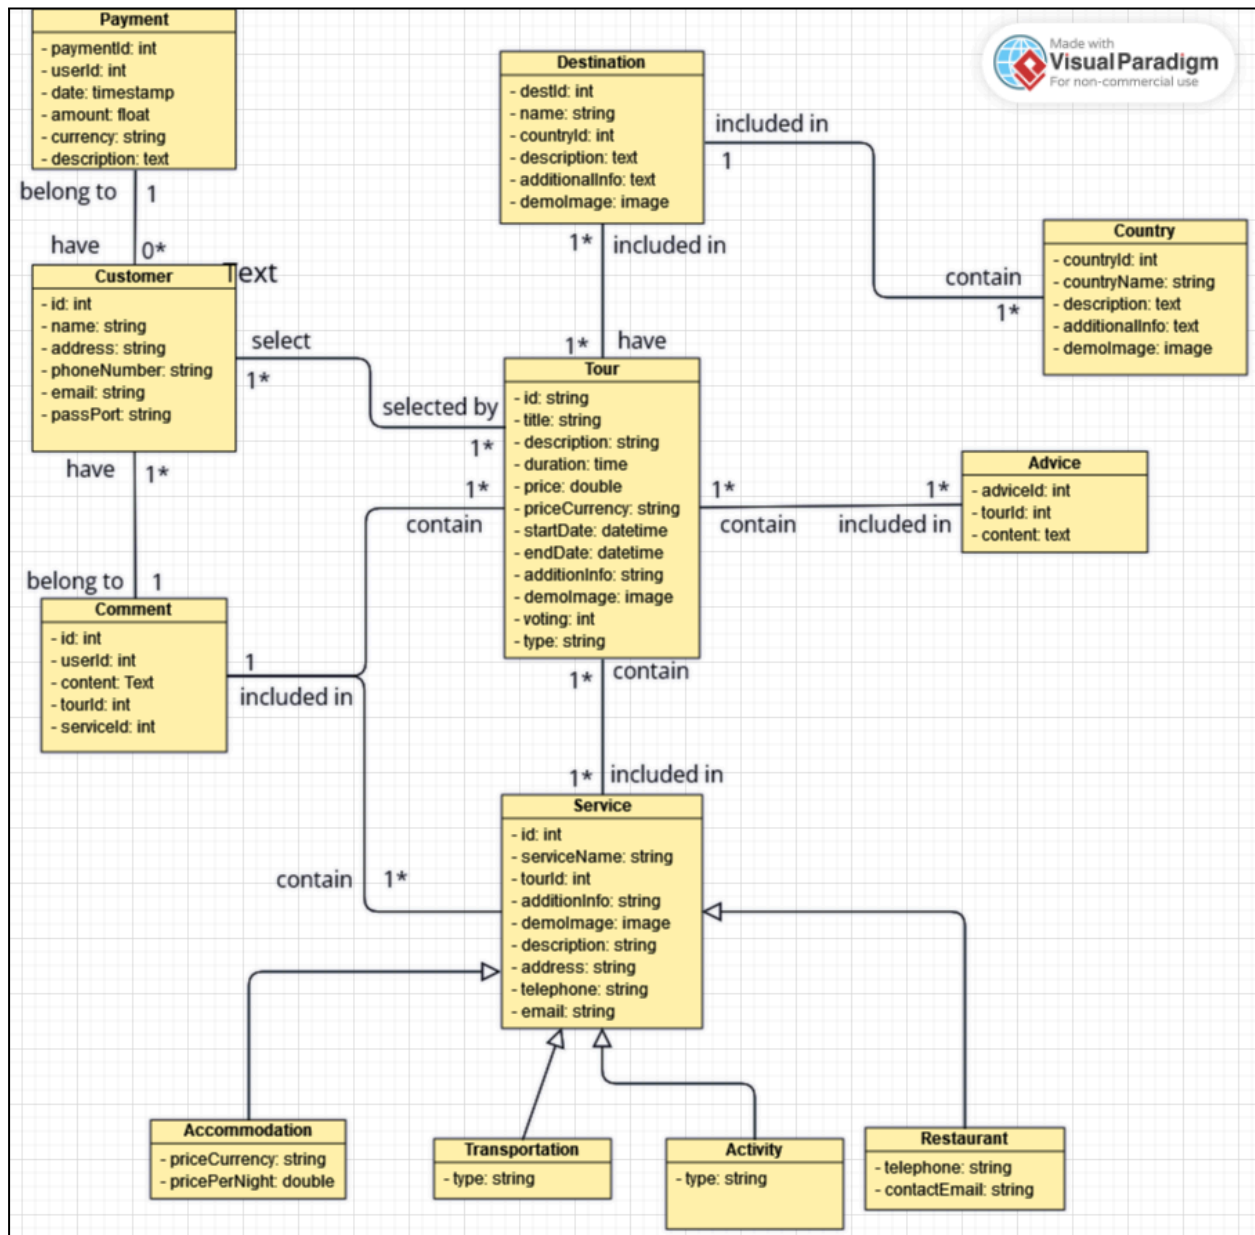 Payment
- paymentId: int
- userId: int
- date: timestamp
- amount: float
- currency: string
- description: text
belong to 1
have 0*
Customer
Text
- id: int
- name: string
- address: string
- phoneNumber: string
- email: string
- passPort: string
select
1*
selected by
1*
have 1*
belong to 1
Comment
- id: int
- userId: int
- content: Text
- tourId: int
- serviceId: int
1
included in
1*
contain
contain 1*
Destination
- destId: int
- name: string
- countryId: int
- description: text
- additionalInfo: text
- demoImage: image
1* included in
1* have
Tour
- id: string
- title: string
- description: string
- duration: time
- price: double
- priceCurrency: string
- startDate: datetime
- endDate: datetime
- additionInfo: string
- demoImage: image
- voting: int
- type: string
1* contain
1* included in
Service
- id: int
- serviceName: string
- tourId: int
- additionInfo: string
- demoImage: image
- description: string
- address: string
- telephone: string
- email: string
Made with
Visual Paradigm
For non-commercial use
included in
1
contain
1*
Country
- countryId: int
- countryName: string
- description: text
- additionalInfo: text
- demoImage: image
1* 1*
contain included in
Advice
- adviceId: int
- tourId: int
- content: text
Accommodation
- priceCurrency: string
- pricePerNight: double
Transportation
- type: string
Activity
- type: string
Restaurant
- telephone: string
- contactEmail: string